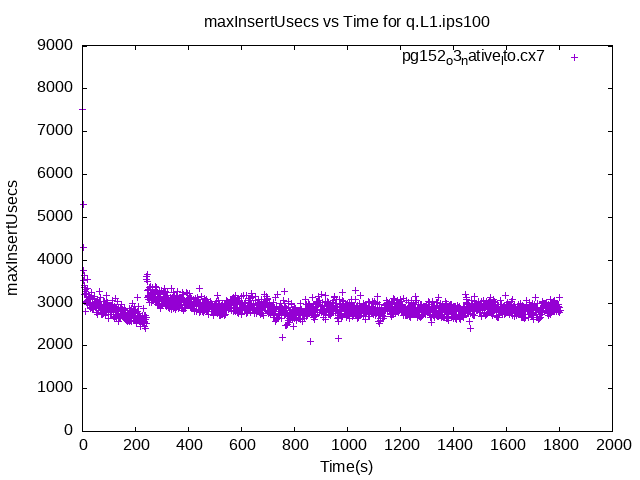 maxInsertUsecs vs Time for q.L1.ips100
pg152o3nativelto.cx7
9000
8000
7000
6000
5000
4000
3000
2000
1000
0
maxInsertUsecs
0 200 400 600 800 1000 1200 1400 1600 1800 2000
Time(s)